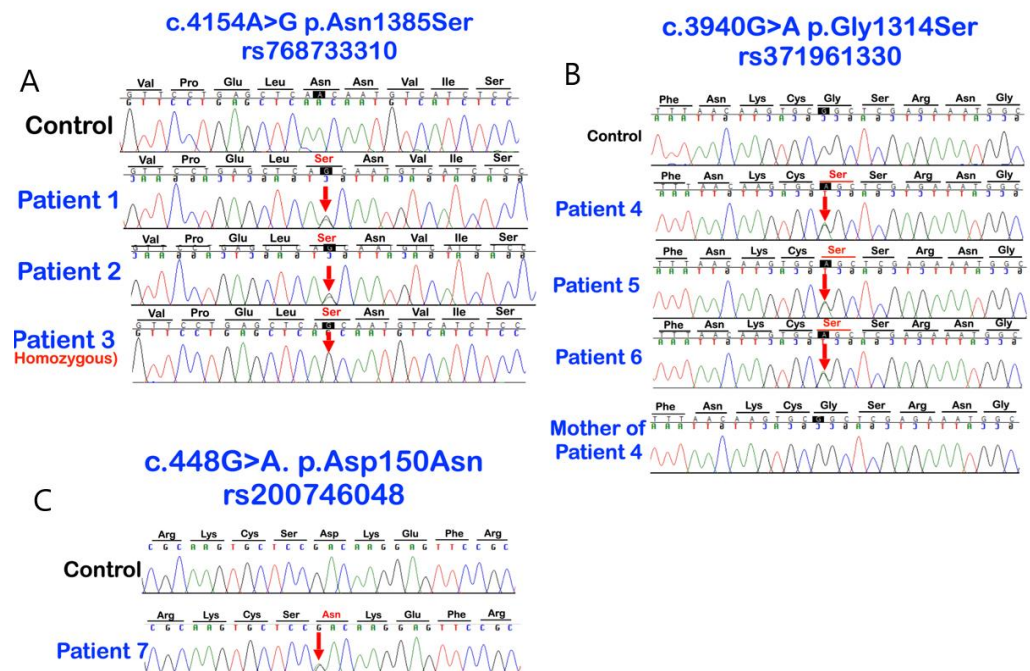 c.4154A>G p.Asn1385Ser
rs768733310
A
Val Pro Glu Leu Asn Asn Val Ile Ser
G T T C C T G A G C T C A A C A A T G T C A T C T C C
G T T C C T G A G C T C A A C A A T G T C A T C T C C
Control
Val Pro Glu Leu Ser Asn Val Ile Ser
G T T C C T G A G C T C A G C A A T G T C A T C T C C
Patient 1
Val Pro Glu Leu Ser Asn Val Ile Ser
Patient 2
Val Pro Glu Leu Ser Asn Val Ile Ser
G T T C C T G A G C T C A G C A A T G T C A T C T C C
Patient 3
Homozygous)
c.3940G>A p.Gly1314Ser
rs371961330
B
Phe Asn Lys Cys Gly Ser Arg Asn Gly
Control
Phe Asn Lys Cys Ser Ser Arg Asn Gly
Patient 4
Phe Asn Lys Cys Ser Ser Arg Asn Gly
T T T A A C A A G T G C A G C T C G A G A A A T G G C
Patient 5
Phe Asn Lys Cys Ser Ser Arg Asn Gly
T T T A A C A A G T G C A G C T C G A G A A A T G G C
Patient 6
Phe Asn Lys Cys Gly Ser Arg Asn Gly
T T T A A C A A G T G C G G C T C G A G A A A T G G C
Mother of
Patient 4
c.448G>A. p.Asp150Asn
rs200746048
C
Arg Lys Cys Ser Asp Lys Glu Phe Arg
C G C A A G T G C T C C G A C A A G G A G T T C C G C
Control
Arg Lys Cys Ser Asn Lys Glu Phe Arg
C G C A A G T G C T C C G A C A A G G A G T T C C G C
Patient 7